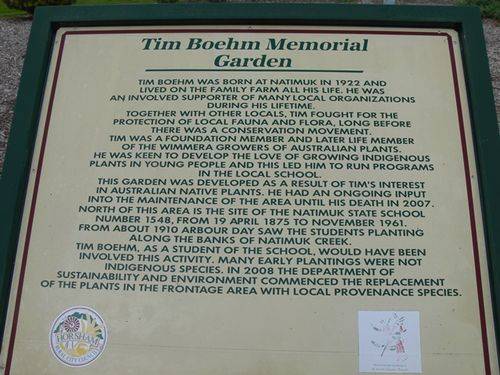 Tim Boehm Memorial
Garden
TIM BOEHM WAS BORN AT NATIMUK IN 1922 AND
LIVED ON THE FAMILY FARM ALL HIS LIFE. HE WAS
AN INVOLVED SUPPORTER OF MANY LOCAL ORGANIZATIONS
DURING HIS LIFETIME.
TOGETHER WITH OTHER LOCALS, TIM FOUGHT FOR THE
PROTECTION OF LOCAL FAUNA AND FLORA, LONG BEFORE
THERE WAS A CONSERVATION MOVEMENT.
TIM WAS A FOUNDATION MEMBER AND LATER LIFE MEMBER
OF THE WIMMERA GROWERS OF AUSTRALIAN PLANTS.
HE WAS KEEN TO DEVELOP THE LOVE OF GROWING INDIGENOUS
PLANTS IN YOUNG PEOPLE AND THIS LED HIM TO RUN PROGRAMS
IN THE LOCAL SCHOOL.
THIS GARDEN WAS DEVELOPED AS A RESULT OF TIM'S INTEREST
IN AUSTRALIAN NATIVE PLANTS. HE HAD AN ONGOING INPUT
INTO THE MAINTENANCE OF THE AREA UNTIL HIS DEATH IN 2007.
NORTH OF THIS AREA IS THE SITE OF THE NATIMUK STATE SCHOOL
NUMBER 1548, FROM 19 APRIL 1875 TO NOVEMBER 1961.
FROM ABOUT 1910 ARBOUR DAY SAW THE STUDENTS PLANTING
ALONG THE BANKS OF NATIMUK CREEK.
TIM BOEHM, AS A STUDENT OF THE SCHOOL, WOULD HAVE BEEN
INVOLVED THIS ACTIVITY. MANY EARLY PLANTINGS WERE NOT
INDIGENOUS SPECIES. IN 2008 THE DEPARTMENT OF
SUSTAINABILITY AND ENVIRONMENT COMMENCED THE REPLACEMENT
OF THE PLANTS IN THE FRONTAGE AREA WITH LOCAL PROVENANCE SPECIES.
HORSHAM
RURAL CITY COUNCIL